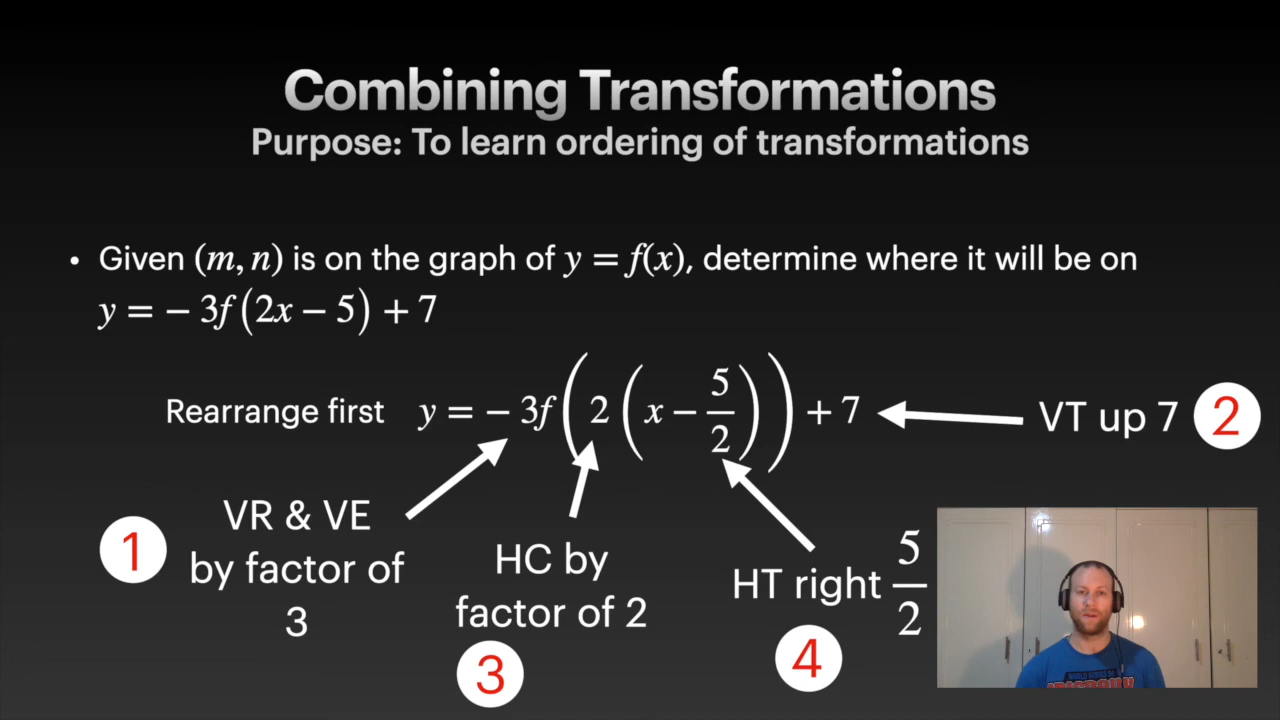 Combining Transformations
Purpose: To learn ordering of transformations
• Given (m, n) is on the graph of y = f(x), determine where it will be on
y = − 3f (2x − 5) + 7
Rearrange first y = − 3f (2 (x − 5/2)) + 7
VT up 7 2
1
VR & VE
by factor of
3
HC by
factor of 2
3
HT right 5/2
4